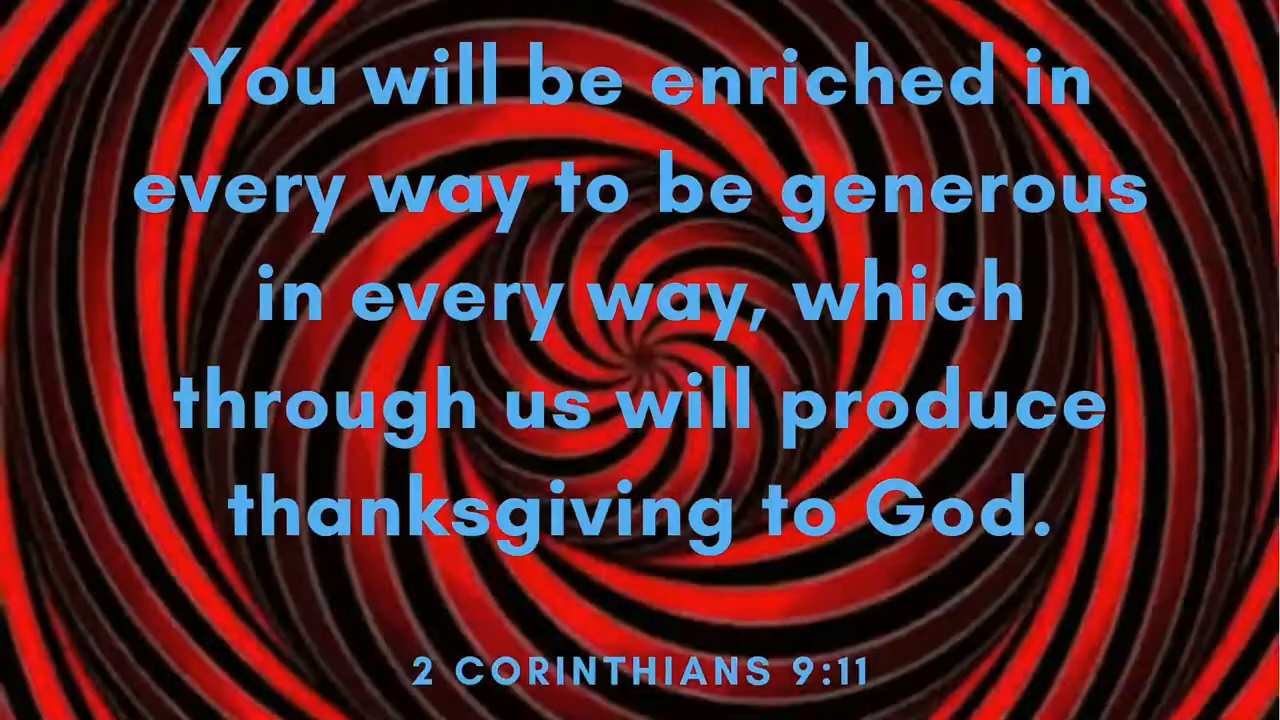 You will be enriched in
every way to be generous
in every way, which
through us will produce
thanksgiving to God.
2 CORINTHIANS 9:11